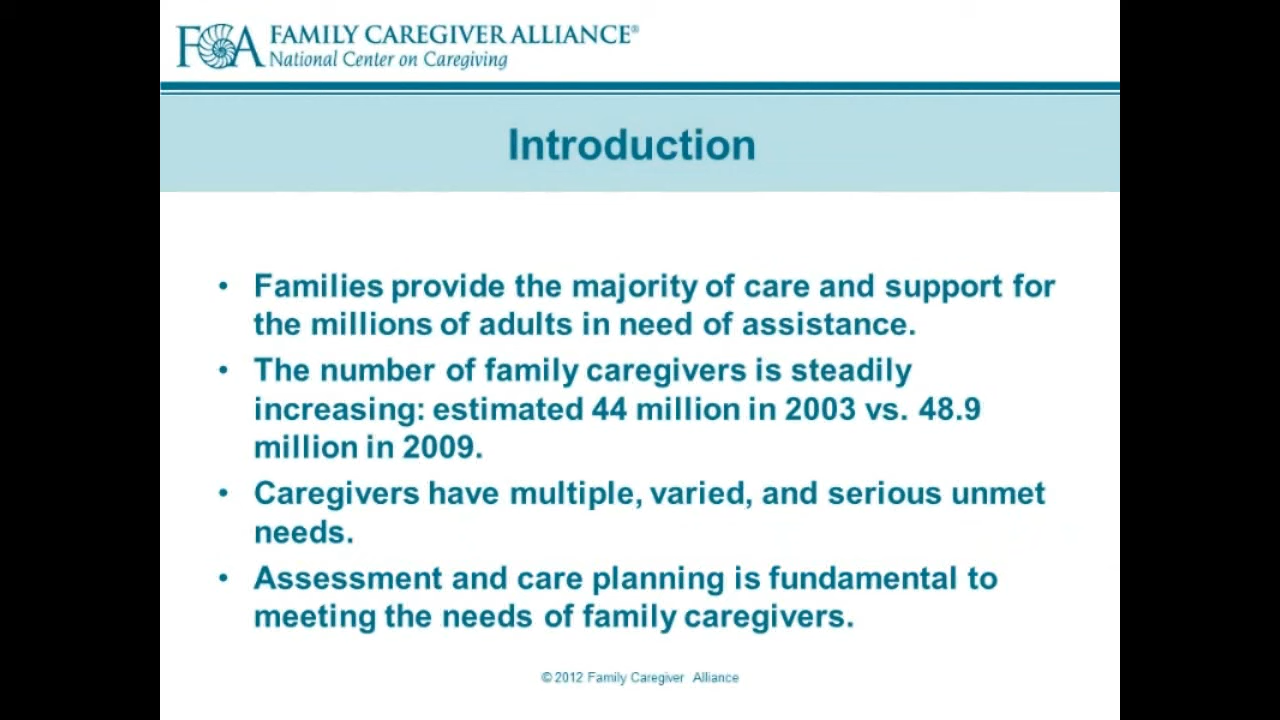 FCA FAMILY CAREGIVER ALLIANCE®
National Center on Caregiving
Introduction
• Families provide the majority of care and support for
the millions of adults in need of assistance.
• The number of family caregivers is steadily
increasing: estimated 44 million in 2003 vs. 48.9
million in 2009.
• Caregivers have multiple, varied, and serious unmet
needs.
• Assessment and care planning is fundamental to
meeting the needs of family caregivers.
© 2012 Family Caregiver Alliance